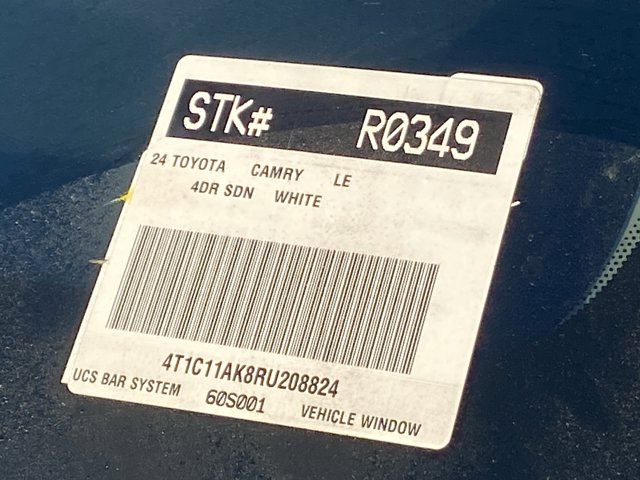 STK# R0349
24 TOYOTA CAMRY LE
4DR SDN WHITE
4T1C11AK8RU208824
UCS BAR SYSTEM 60S001 VEHICLE WINDOW